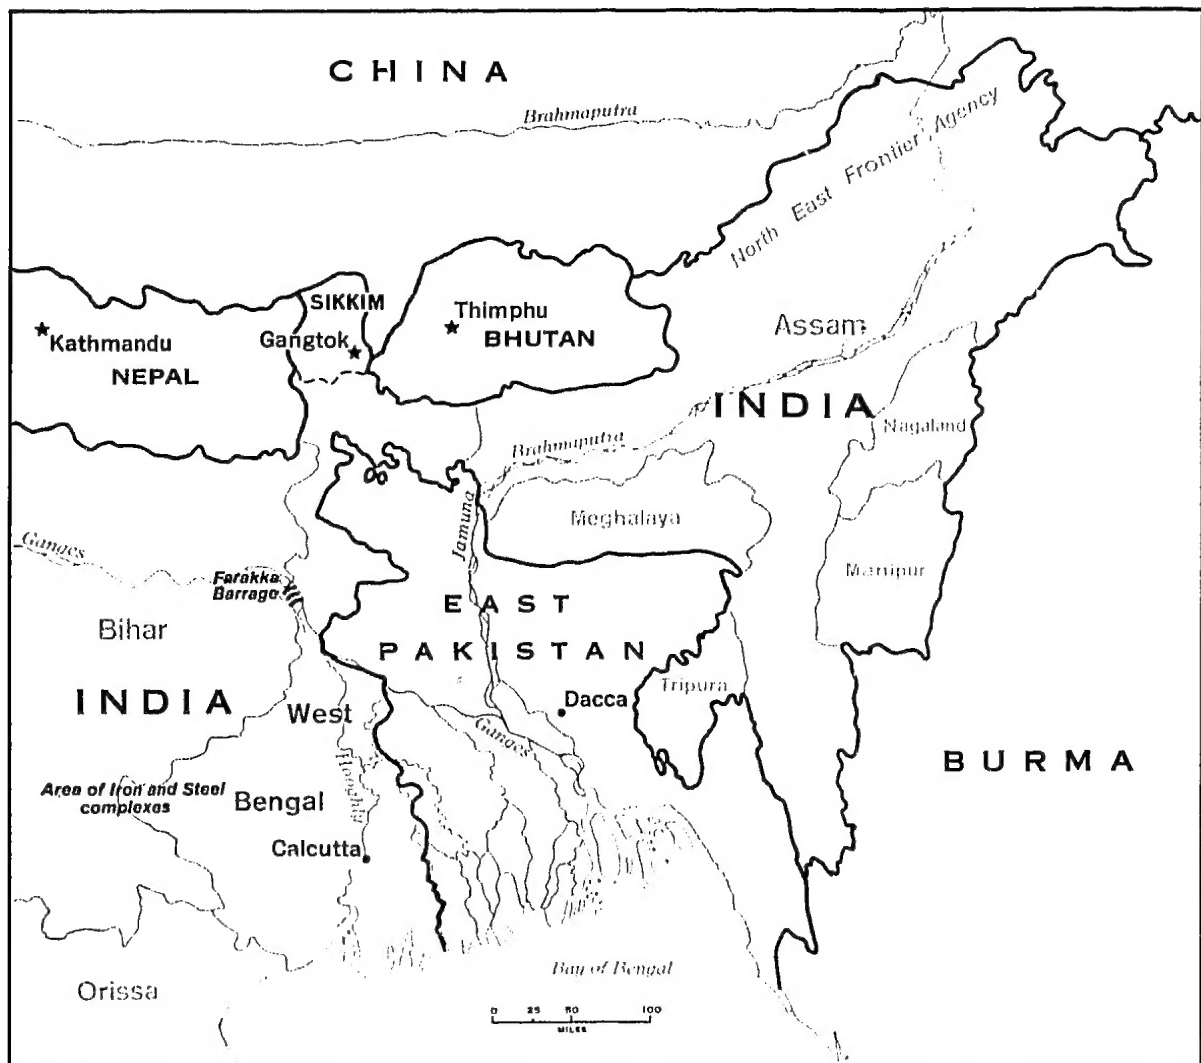 CHINA
Brahmaputra
North East Frontier Agency
SIKKIM
Thimphu
BHUTAN
Gangtok
Kathmandu
NEPAL
Assam
INDIA
Nagaland
Brahmaputra
Jamuna
Meghalaya
Ganges
Farakka
Barrage
Manipur
EAST
PAKISTAN
Bihar
INDIA
West
Bengal
Tripura
Dacca
Ganges
Hooghly
BURMA
Area of Iron and Steel
complexes
Calcutta
Bay of Bengal
Orissa
0 25 50 100
MILES